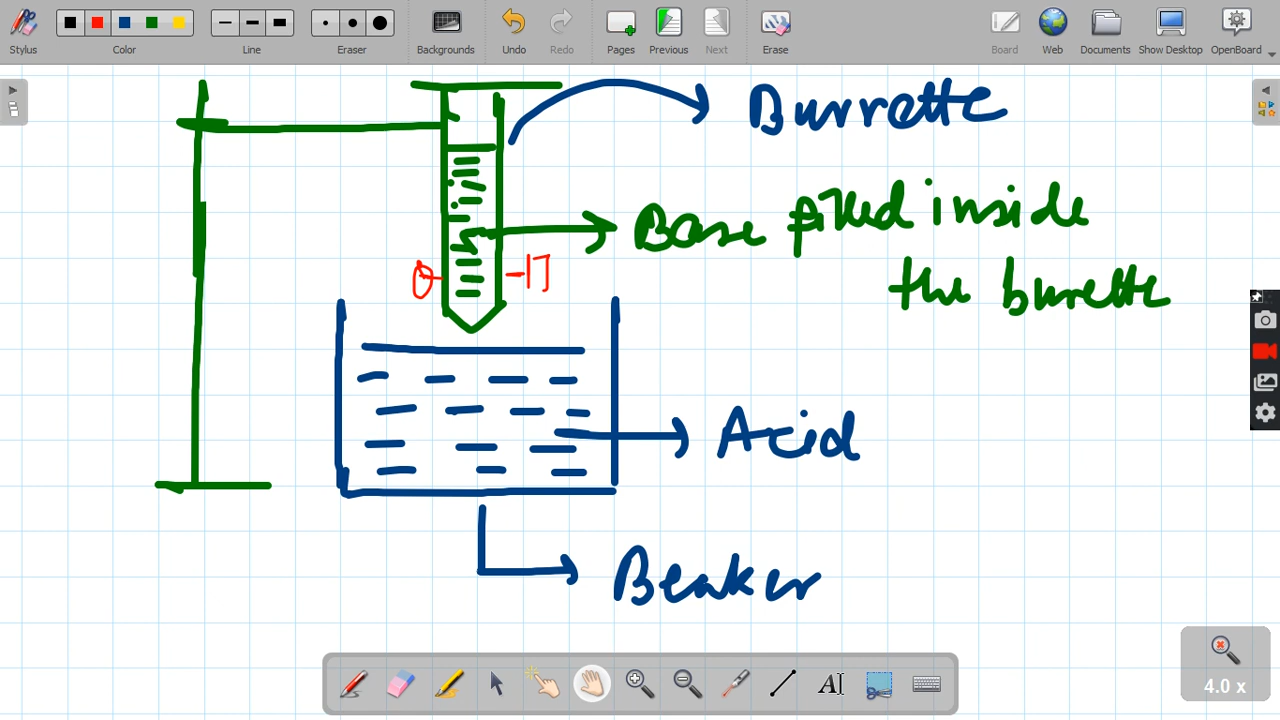 Stylus
Color
Line
Eraser
Backgrounds
Undo
Redo
Pages
Previous
Next
Erase
Board
Web
Documents
Show Desktop
OpenBoard
Burrette
Base filled inside
the burette
Acid
Beaker
4.0 x